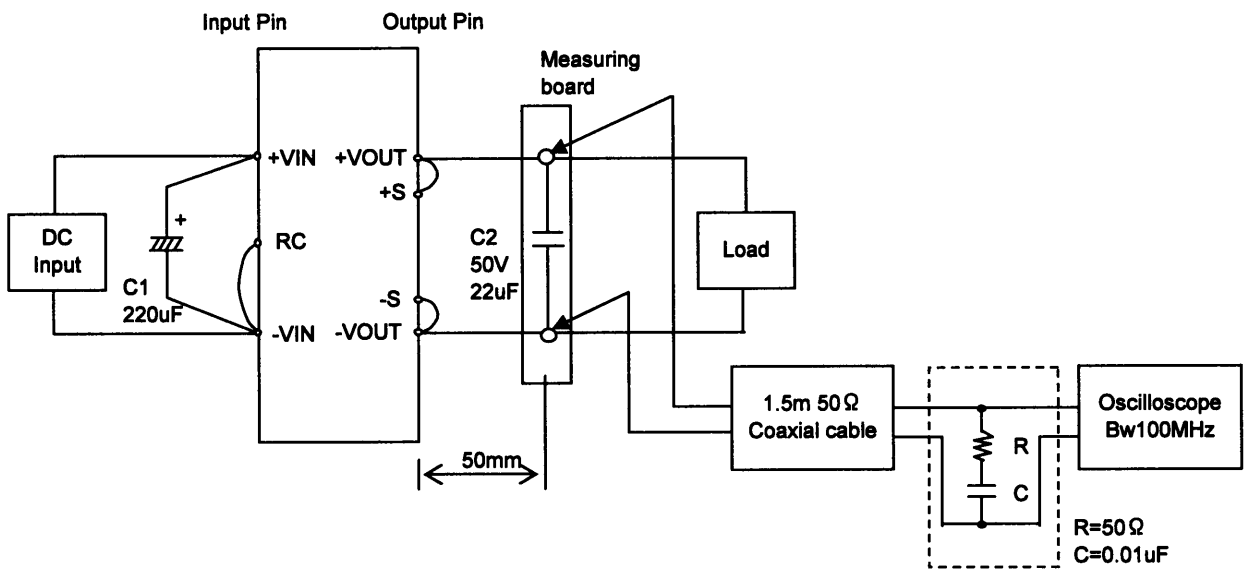 Input Pin
Output Pin
Measuring
board
+VIN
+VOUT
+S
+
DC
Input
RC
C1
220uF
C2
50V
22uF
Load
-S
-VIN
-VOUT
50mm
1.5m 50Ω
Coaxial cable
R
C
Oscilloscope
Bw100MHz
R=50Ω
C=0.01uF